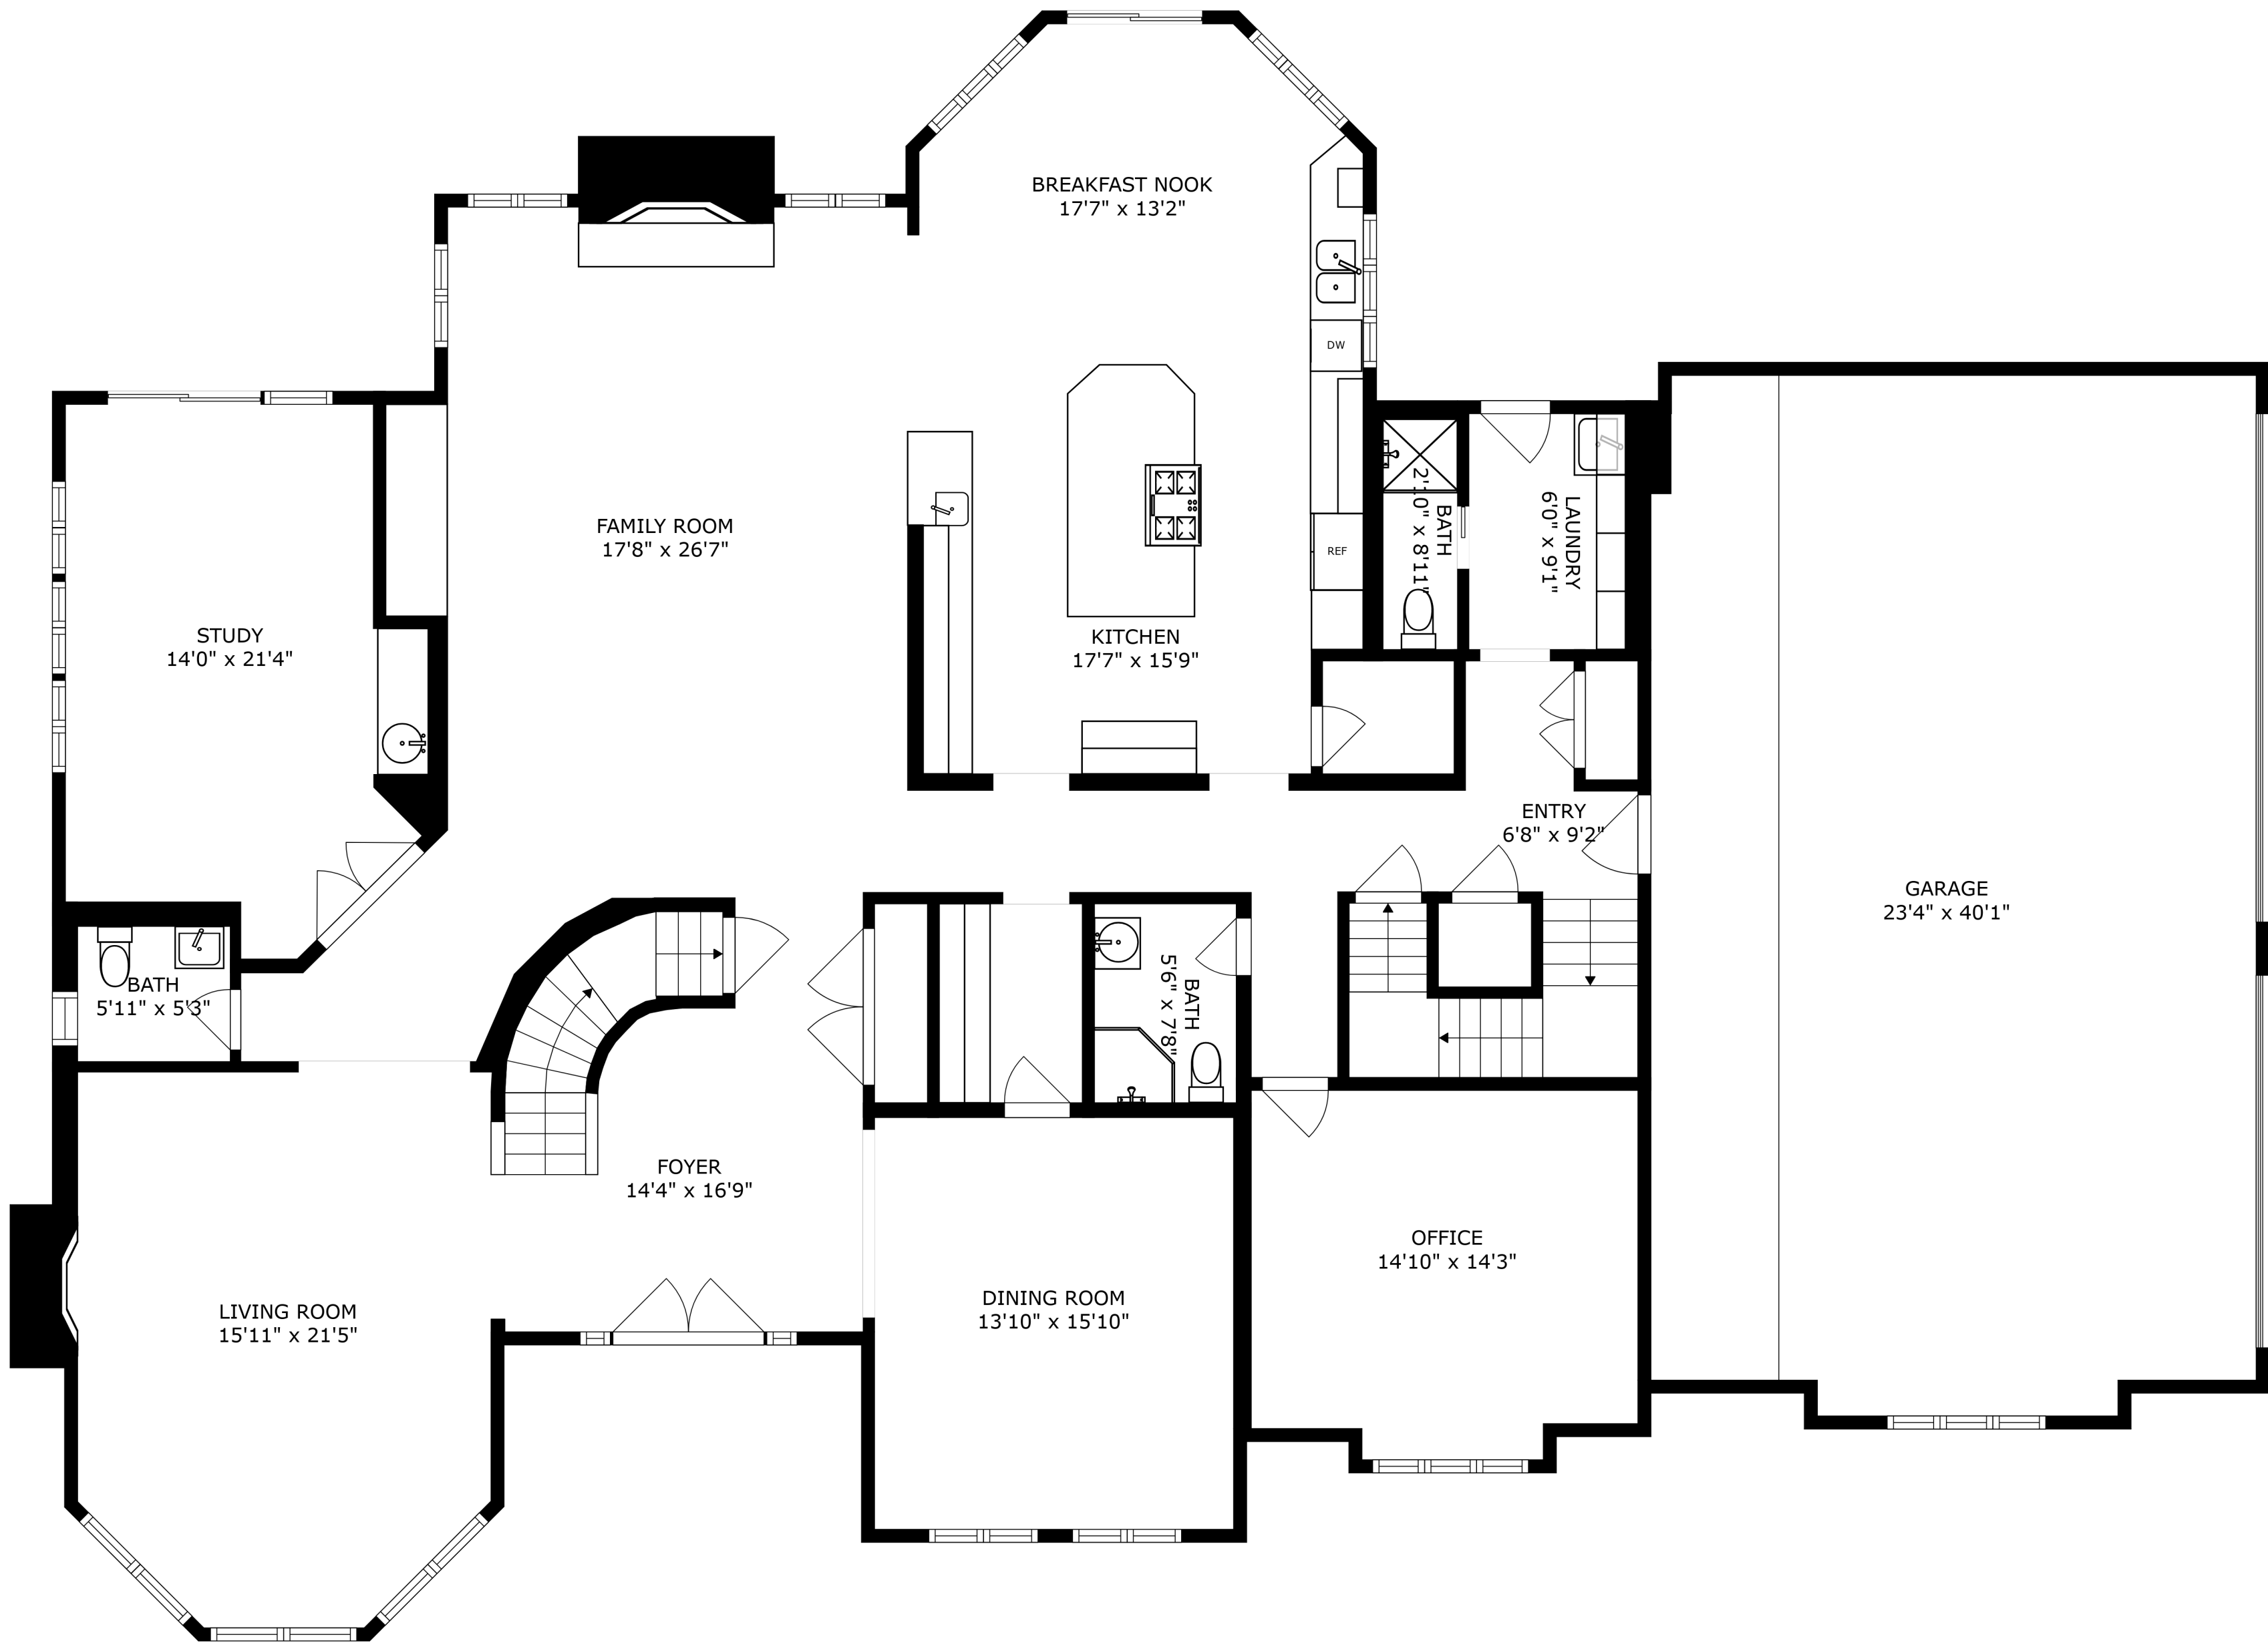 BREAKFAST NOOK
17'7" x 13'2"
DW
FAMILY ROOM
17'8" x 26'7"
REF
BATH
2'10" x 8'11"
LAUNDRY
6'0" x 9'1"
STUDY
14'0" x 21'4"
KITCHEN
17'7" x 15'9"
ENTRY
6'8" x 9'2"
GARAGE
23'4" x 40'1"
BATH
5'11" x 5'3"
BATH
5'6" x 7'8"
FOYER
14'4" x 16'9"
OFFICE
14'10" x 14'3"
LIVING ROOM
15'11" x 21'5"
DINING ROOM
13'10" x 15'10"